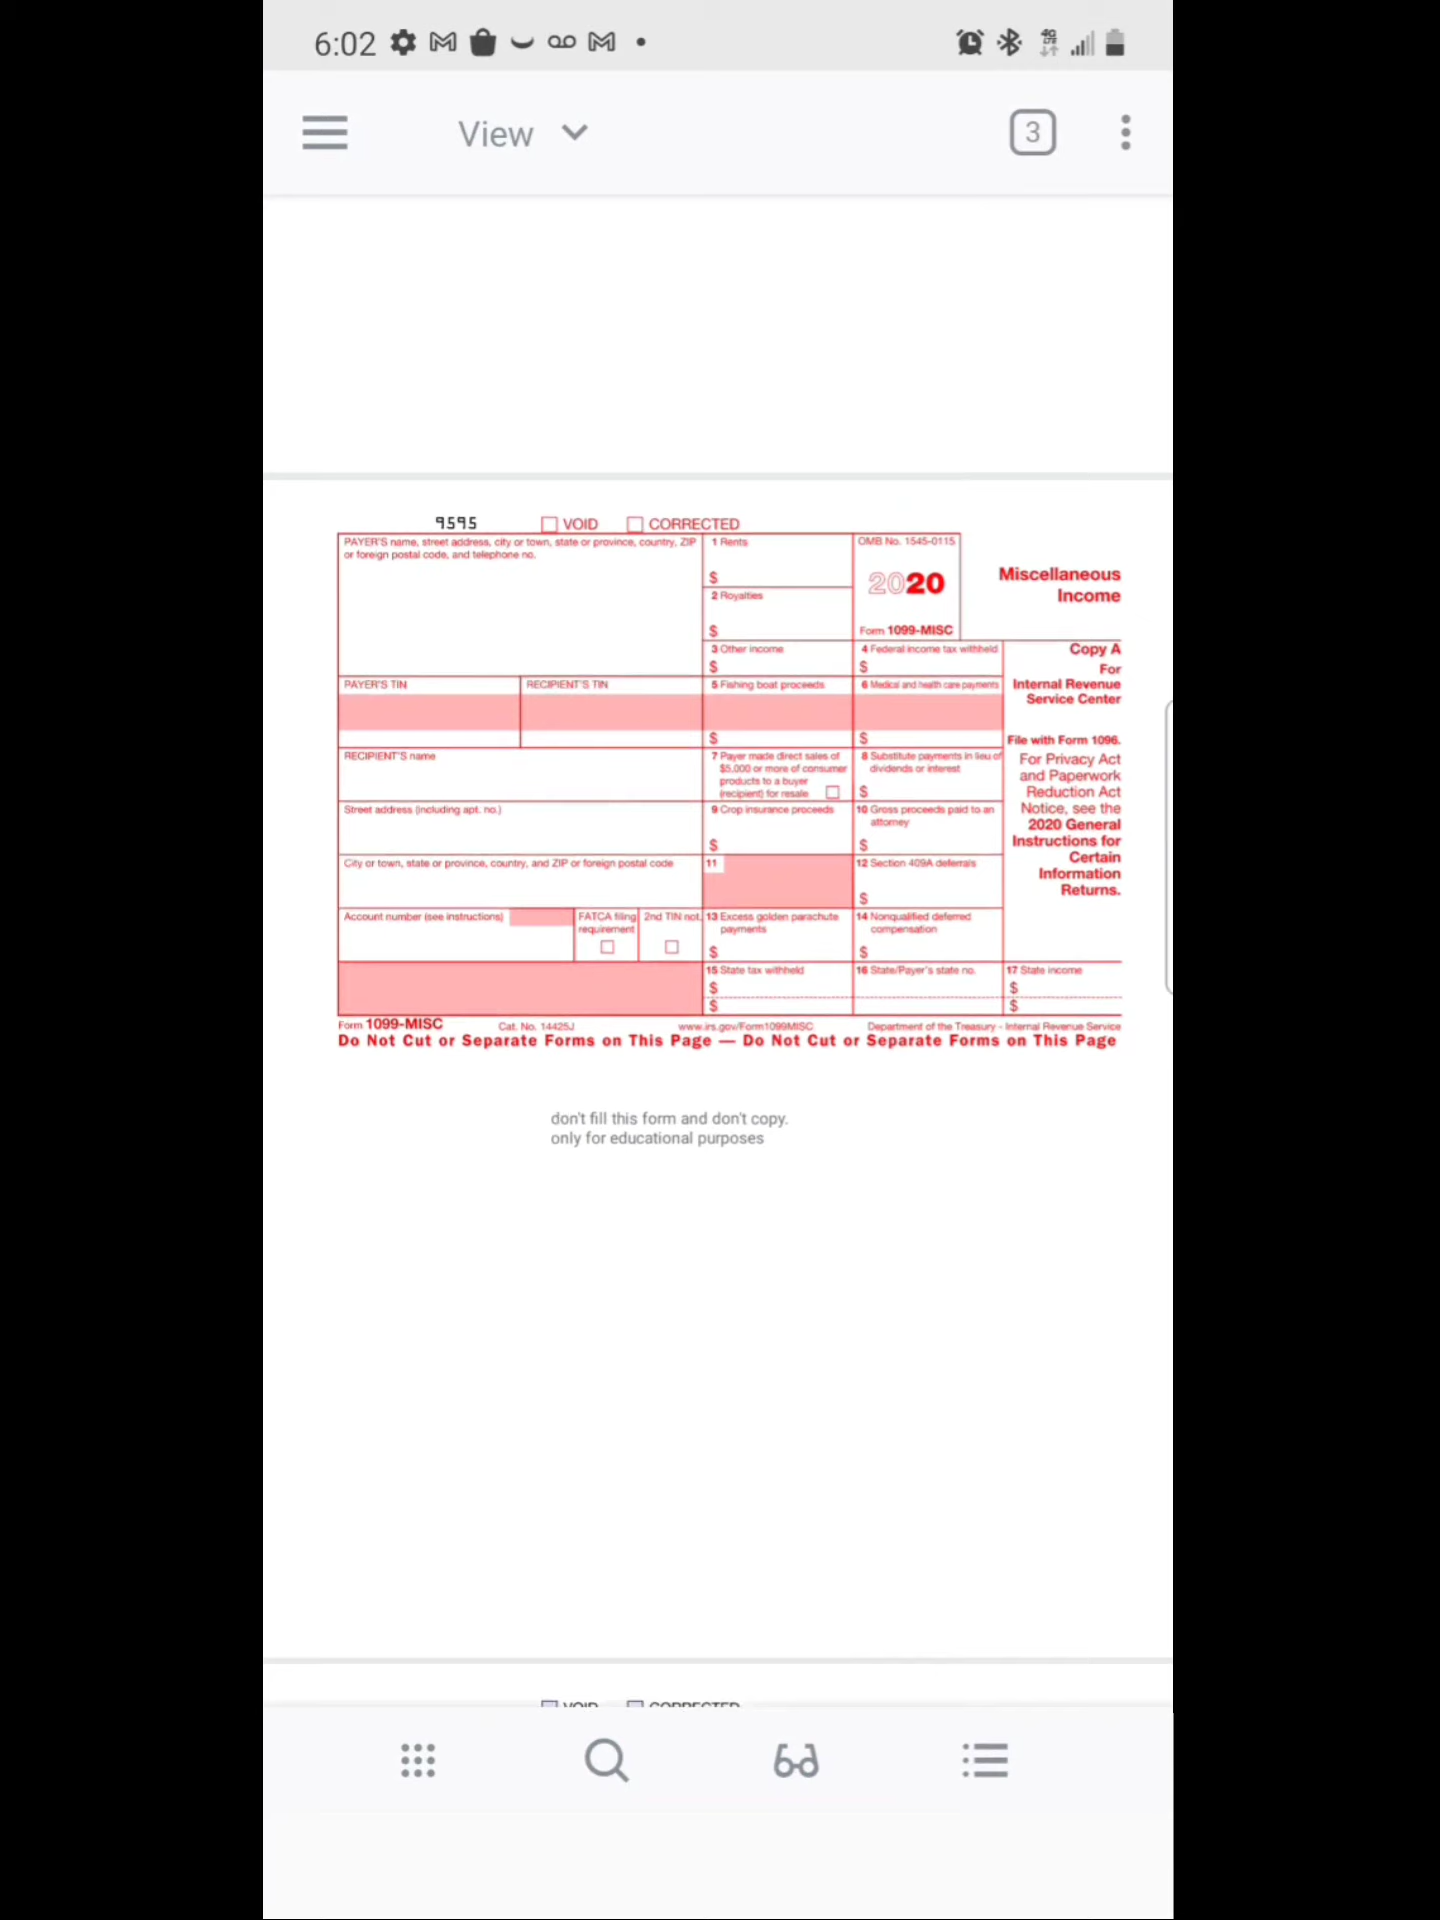 6:02
4G LTE
View
3
9595 VOID CORRECTED
PAYER'S name, street address, city or town, state or province, country, ZIP
or foreign postal code, and telephone no.
1 Rents
$
OMB No. 1545-0115
2020
Form 1099-MISC
Miscellaneous
Income
2 Royalties
$
3 Other income
$
4 Federal income tax withheld
$
Copy A
For
Internal Revenue
Service Center
File with Form 1096.
For Privacy Act
and Paperwork
Reduction Act
Notice, see the
2020 General
Instructions for
Certain
Information
Returns.
PAYER'S TIN
RECIPIENT'S TIN
5 Fishing boat proceeds
$
6 Medical and health care payments
$
RECIPIENT'S name
7 Payer made direct sales of
$5,000 or more of consumer
products to a buyer
(recipient) for resale
8 Substitute payments in lieu of
dividends or interest
$
Street address (including apt. no.)
9 Crop insurance proceeds
$
10 Gross proceeds paid to an
attorney
$
City or town, state or province, country, and ZIP or foreign postal code
11
12 Section 409A deferrals
$
Account number (see instructions)
FATCA filing
requirement
2nd TIN not.
13 Excess golden parachute
payments
$
14 Nonqualified deferred
compensation
$
15 State tax withheld
$
$
16 State/Payer's state no.
17 State income
$
$
Form 1099-MISC Cat. No. 14425J www.irs.gov/Form1099MISC Department of the Treasury - Internal Revenue Service
Do Not Cut or Separate Forms on This Page — Do Not Cut or Separate Forms on This Page
don't fill this form and don't copy.
only for educational purposes
VOID CORRECTED